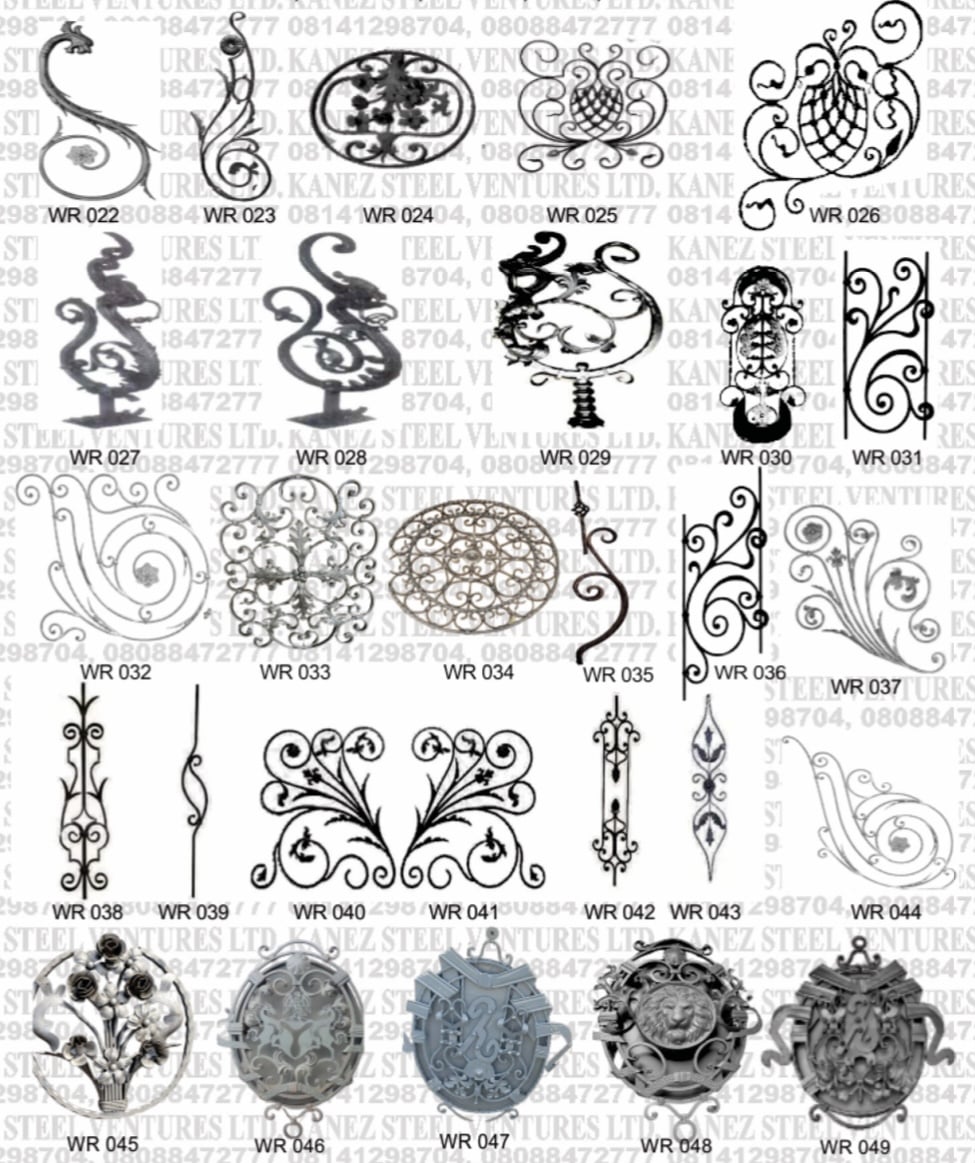 WR 022 WR 023 WR 024 WR 025 WR 026
WR 027 WR 028 WR 029 WR 030 WR 031
WR 032 WR 033 WR 034 WR 035 WR 036 WR 037
WR 038 WR 039 WR 040 WR 041 WR 042 WR 043 WR 044
WR 045 WR 046 WR 047 WR 048 WR 049
STEEL VENTURES LTD. KANEZ STEEL VENTURES LTD.
08141298704, 08088472777